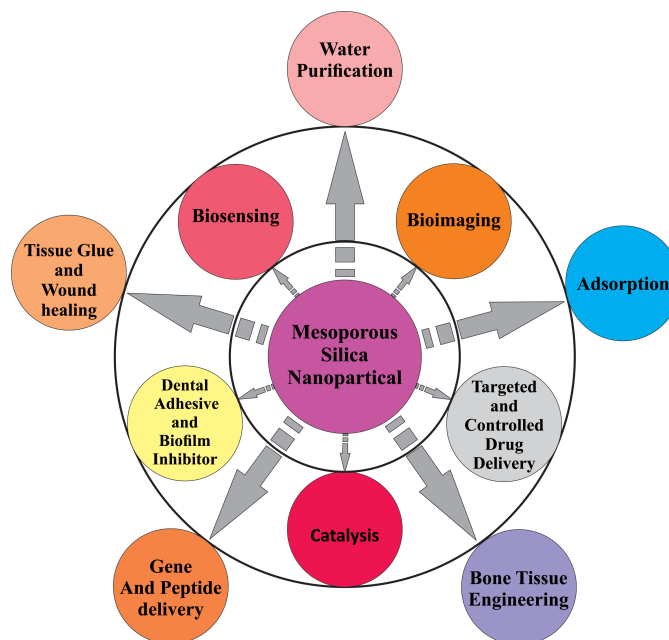 Water
Purification
Biosensing
Bioimaging
Tissue Glue
and
Wound
healing
Adsorption
Mesoporous
Silica
Nanopartical
Dental
Adhesive
and
Biofilm
Inhibitor
Targeted and
Controlled
Drug
Delivery
Catalysis
Gene
And Peptide
delivery
Bone Tissue
Engineering